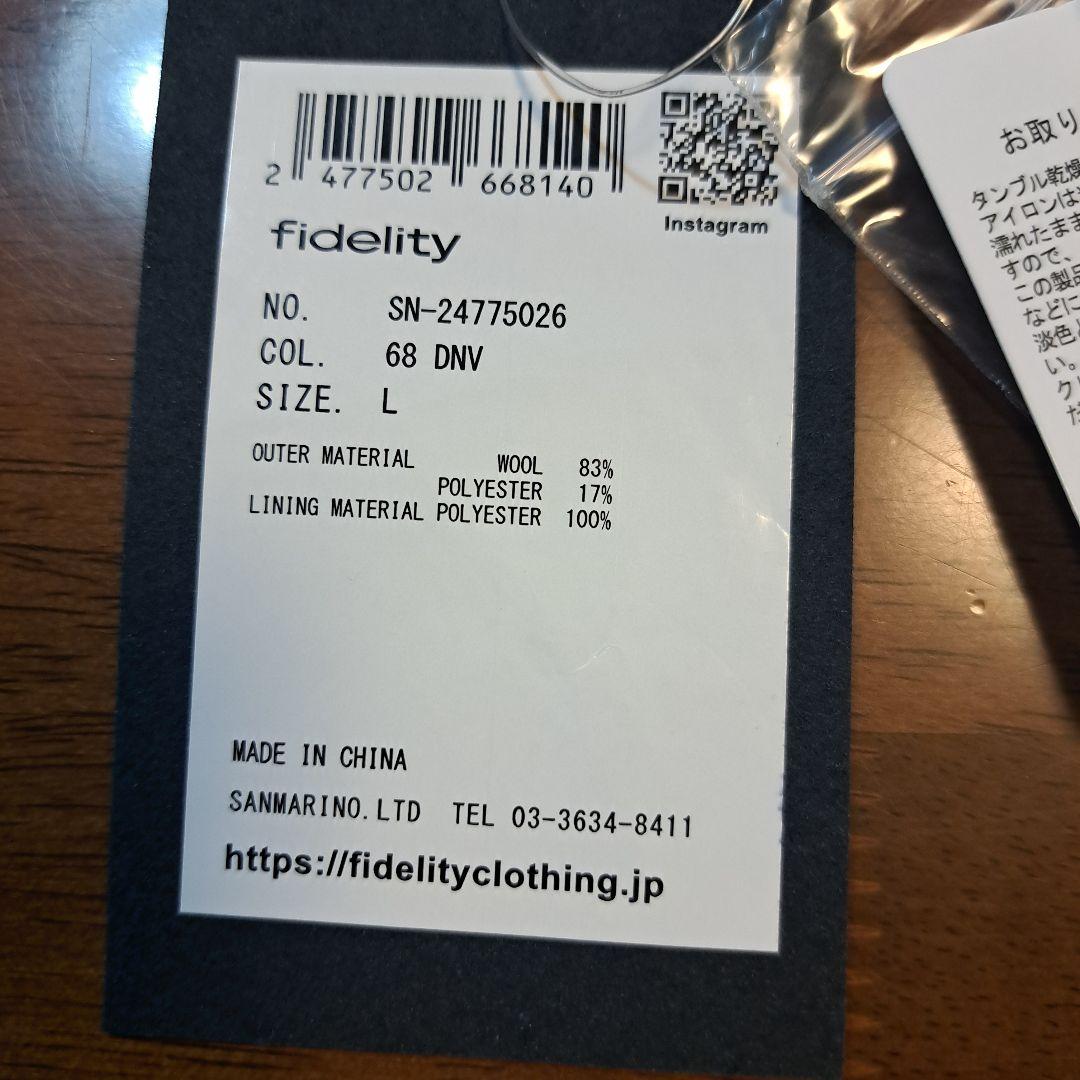 2 477502 668140
Instagram
fidelity
NO. SN-24775026
COL. 68 DNV
SIZE. L
OUTER MATERIAL WOOL 83%
POLYESTER 17%
LINING MATERIAL POLYESTER 100%
MADE IN CHINA
SANMARINO.LTD TEL 03-3634-8411
https://fidelityclothing.jp
お取り
タンブル乾燥
アイロンは
濡れたまま
すので、
この製品
などに
淡色
い。
ク
だ